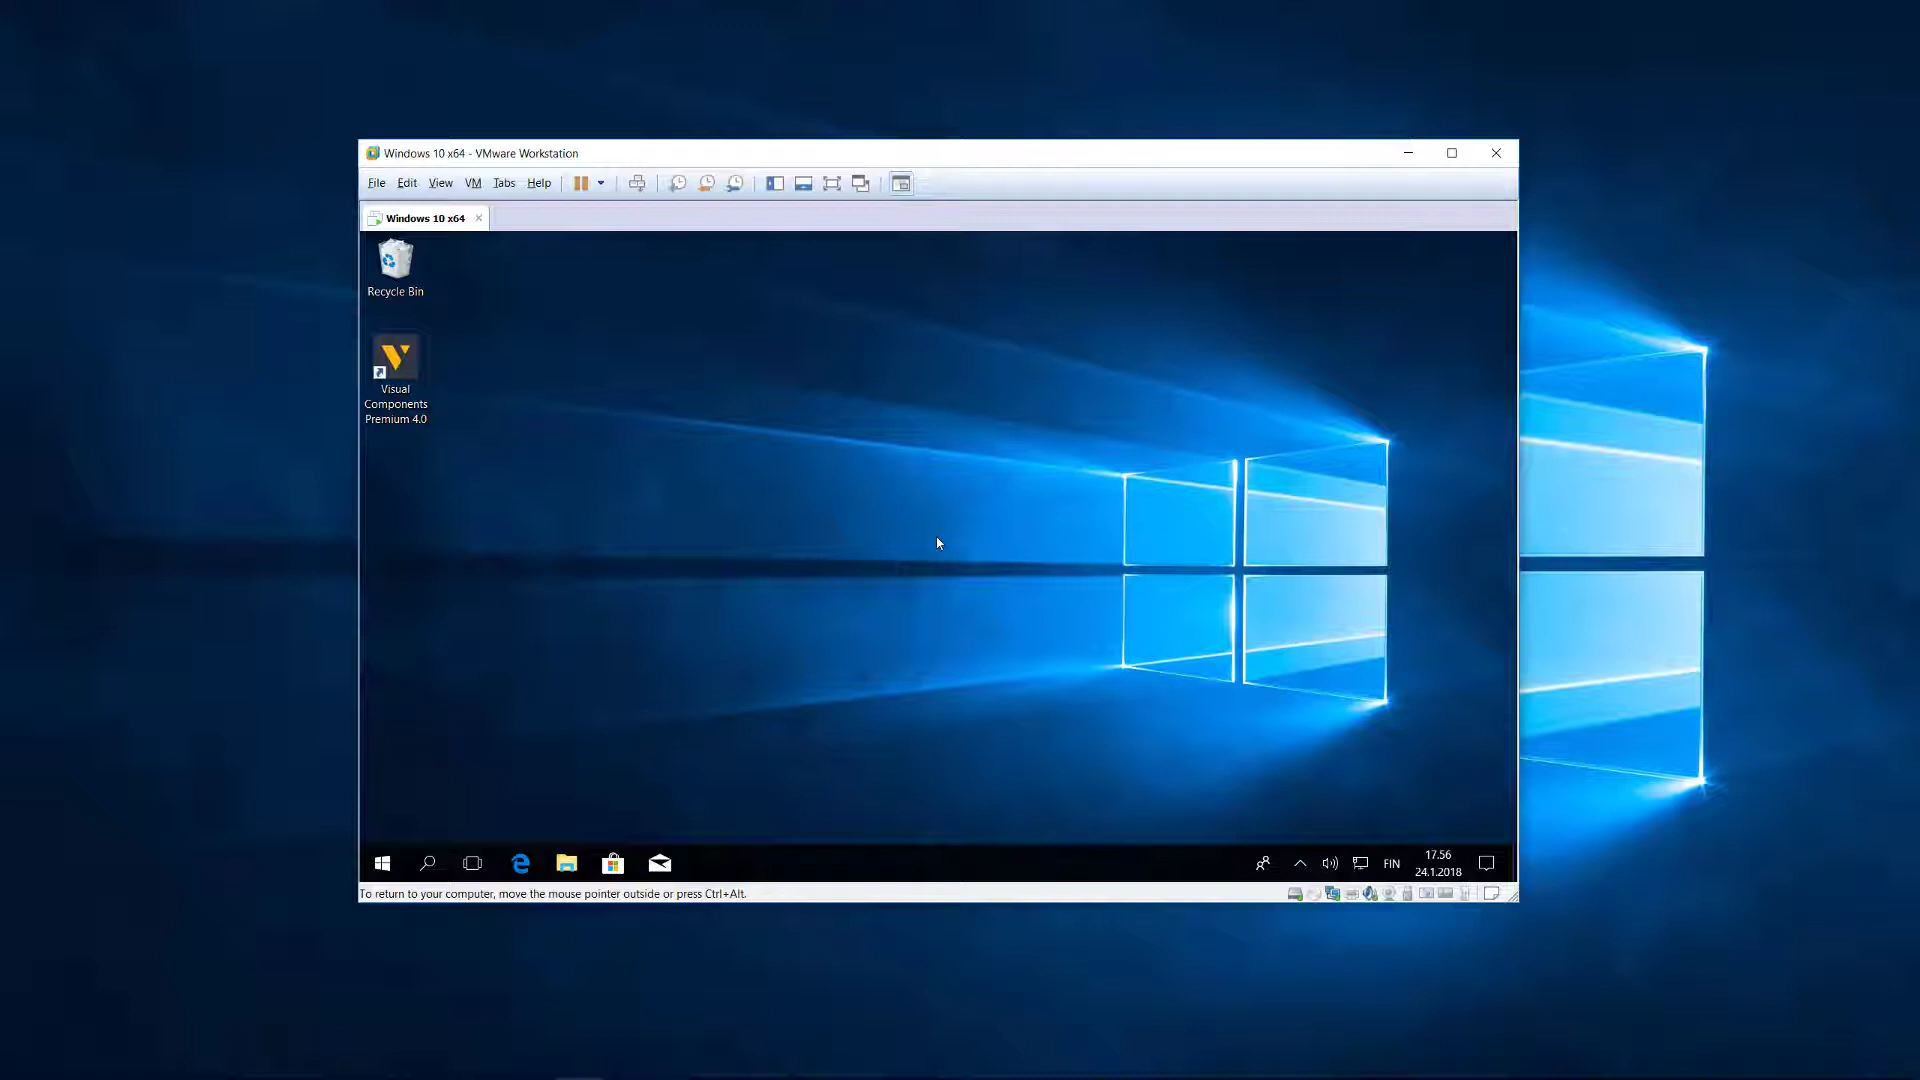 Windows 10 x64 - VMware Workstation
File Edit View VM Tabs Help
Windows 10 x64
Recycle Bin
Visual
Components
Premium 4.0
FIN
17.56
24.1.2018
To return to your computer, move the mouse pointer outside or press Ctrl+Alt.